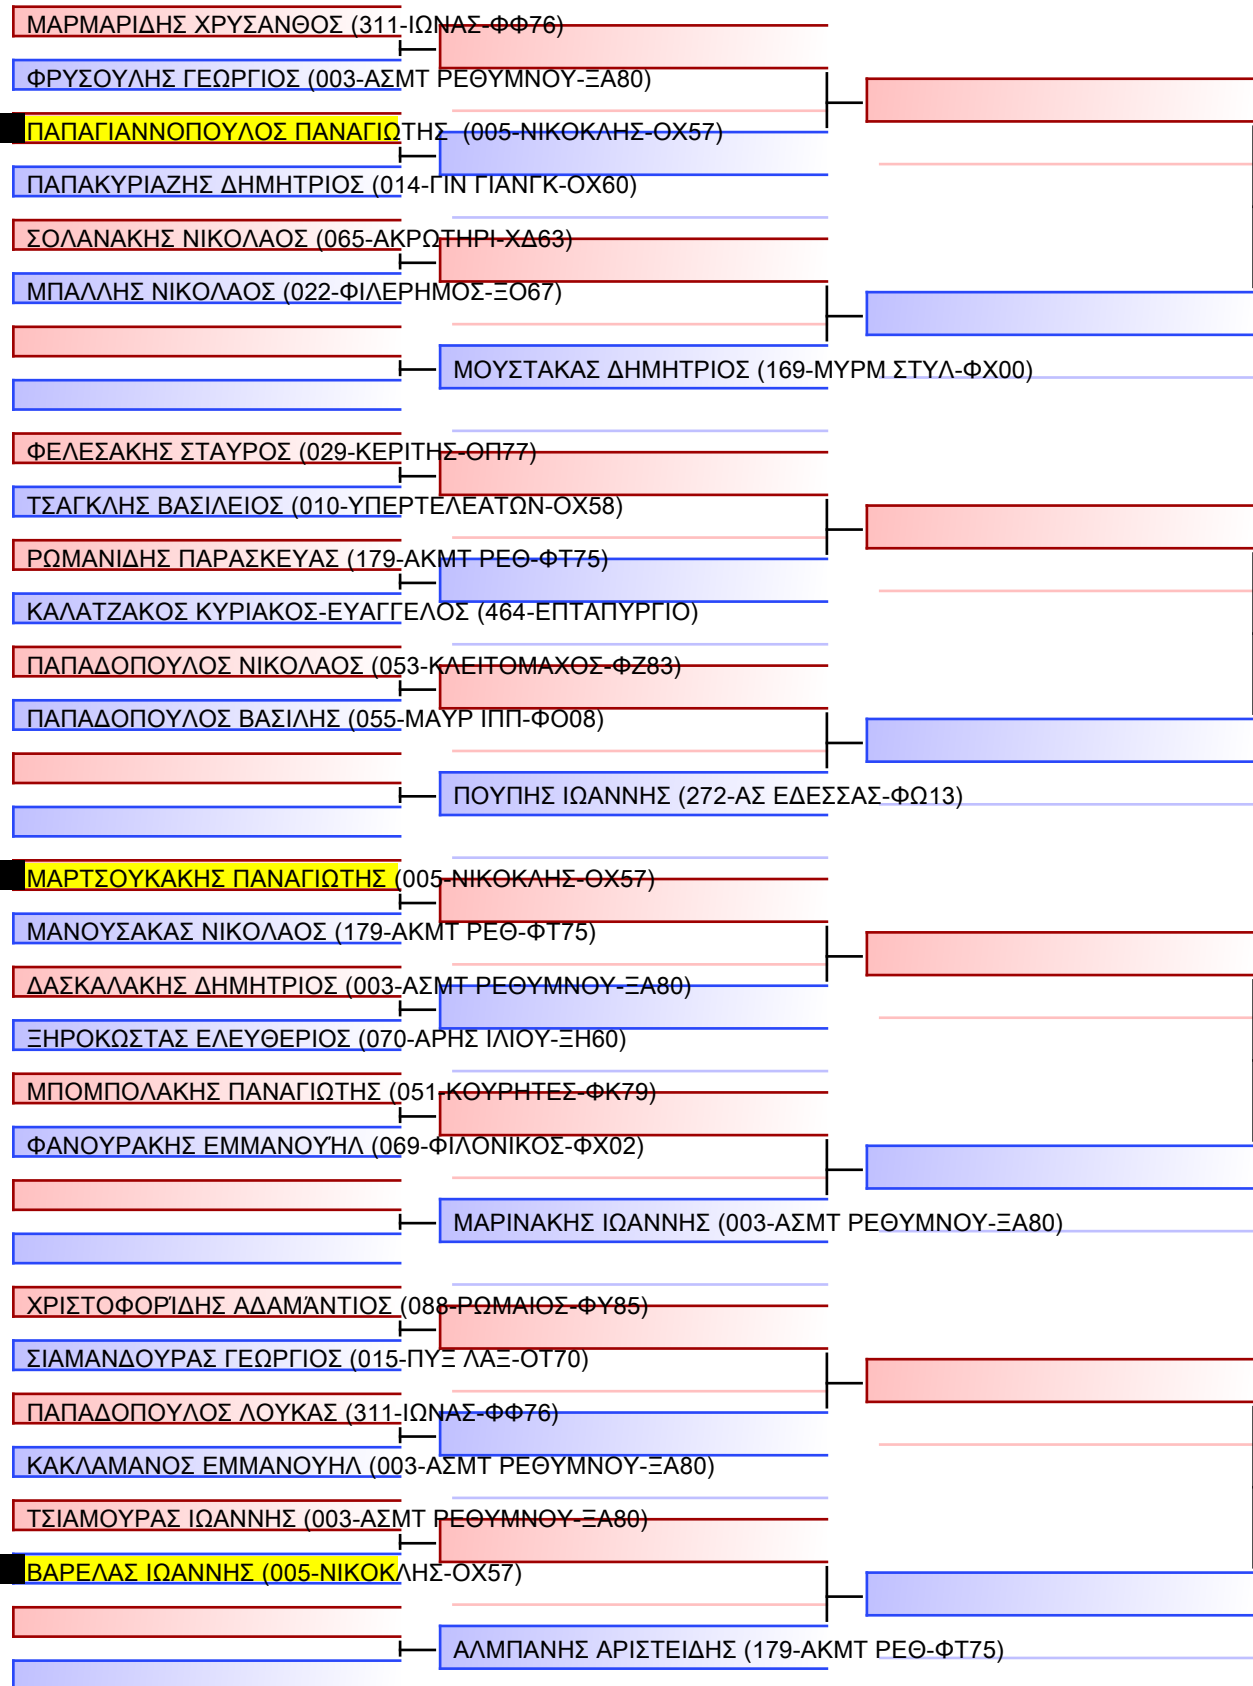 ΜΑΡΜΑΡΙΔΗΣ ΧΡΥΣΑΝΘΟΣ (311-ΙΩΝΑΣ-ΦΦ76)
ΦΡΥΣΟΥΛΗΣ ΓΕΩΡΓΙΟΣ (003-ΑΣΜΤ ΡΕΘΥΜΝΟΥ-ΞΑ80)
ΠΑΠΑΓΙΑΝΝΟΠΟΥΛΟΣ ΠΑΝΑΓΙΩΤΗΣ (005-ΝΙΚΟΚΛΗΣ-ΟΧ57)
ΠΑΠΑΚΥΡΙΑΖΗΣ ΔΗΜΗΤΡΙΟΣ (014-ΓΙΝ ΓΙΑΝΓΚ-ΟΧ60)
ΣΟΛΑΝΑΚΗΣ ΝΙΚΟΛΑΟΣ (065-ΑΚΡΩΤΗΡΙ-ΧΔ63)
ΜΠΑΛΛΗΣ ΝΙΚΟΛΑΟΣ (022-ΦΙΛΕΡΗΜΟΣ-ΞΟ67)
ΜΟΥΣΤΑΚΑΣ ΔΗΜΗΤΡΙΟΣ (169-ΜΥΡΜ ΣΤΥΛ-ΦΧ00)
ΦΕΛΕΣΑΚΗΣ ΣΤΑΥΡΟΣ (029-ΚΕΡΙΤΗΣ-ΟΠ77)
ΤΣΑΓΚΛΗΣ ΒΑΣΙΛΕΙΟΣ (010-ΥΠΕΡΤΕΛΕΑΤΩΝ-ΟΧ58)
ΡΩΜΑΝΙΔΗΣ ΠΑΡΑΣΚΕΥΑΣ (179-ΑΚΜΤ ΡΕΘ-ΦΤ75)
ΚΑΛΑΤΖΑΚΟΣ ΚΥΡΙΑΚΟΣ-ΕΥΑΓΓΕΛΟΣ (464-ΕΠΤΑΠΥΡΓΙΟ)
ΠΑΠΑΔΟΠΟΥΛΟΣ ΝΙΚΟΛΑΟΣ (053-ΚΛΕΙΤΟΜΑΧΟΣ-ΦΖ83)
ΠΑΠΑΔΟΠΟΥΛΟΣ ΒΑΣΙΛΗΣ (055-ΜΑΥΡ ΙΠΠ-ΦΟ08)
ΠΟΥΠΗΣ ΙΩΑΝΝΗΣ (272-ΑΣ ΕΔΕΣΣΑΣ-ΦΩ13)
ΜΑΡΤΣΟΥΚΑΚΗΣ ΠΑΝΑΓΙΩΤΗΣ (005-ΝΙΚΟΚΛΗΣ-ΟΧ57)
ΜΑΝΟΥΣΑΚΑΣ ΝΙΚΟΛΑΟΣ (179-ΑΚΜΤ ΡΕΘ-ΦΤ75)
ΔΑΣΚΑΛΑΚΗΣ ΔΗΜΗΤΡΙΟΣ (003-ΑΣΜΤ ΡΕΘΥΜΝΟΥ-ΞΑ80)
ΞΗΡΟΚΩΣΤΑΣ ΕΛΕΥΘΕΡΙΟΣ (070-ΑΡΗΣ ΙΛΙΟΥ-ΞΗ60)
ΜΠΟΜΠΟΛΑΚΗΣ ΠΑΝΑΓΙΩΤΗΣ (051-ΚΟΥΡΗΤΕΣ-ΦΚ79)
ΦΑΝΟΥΡΑΚΗΣ ΕΜΜΑΝΟΥΉΛ (069-ΦΙΛΟΝΙΚΟΣ-ΦΧ02)
ΜΑΡΙΝΑΚΗΣ ΙΩΑΝΝΗΣ (003-ΑΣΜΤ ΡΕΘΥΜΝΟΥ-ΞΑ80)
ΧΡΙΣΤΟΦΟΡΊΔΗΣ ΑΔΑΜΆΝΤΙΟΣ (088-ΡΩΜΑΙΟΣ-ΦΥ85)
ΣΙΑΜΑΝΔΟΥΡΑΣ ΓΕΩΡΓΙΟΣ (015-ΠΥΞ ΛΑΞ-ΟΤ70)
ΠΑΠΑΔΟΠΟΥΛΟΣ ΛΟΥΚΑΣ (311-ΙΩΝΑΣ-ΦΦ76)
ΚΑΚΛΑΜΑΝΟΣ ΕΜΜΑΝΟΥΗΛ (003-ΑΣΜΤ ΡΕΘΥΜΝΟΥ-ΞΑ80)
ΤΣΙΑΜΟΥΡΑΣ ΙΩΑΝΝΗΣ (003-ΑΣΜΤ ΡΕΘΥΜΝΟΥ-ΞΑ80)
ΒΑΡΕΛΑΣ ΙΩΑΝΝΗΣ (005-ΝΙΚΟΚΛΗΣ-ΟΧ57)
ΑΛΜΠΑΝΗΣ ΑΡΙΣΤΕΙΔΗΣ (179-ΑΚΜΤ ΡΕΘ-ΦΤ75)